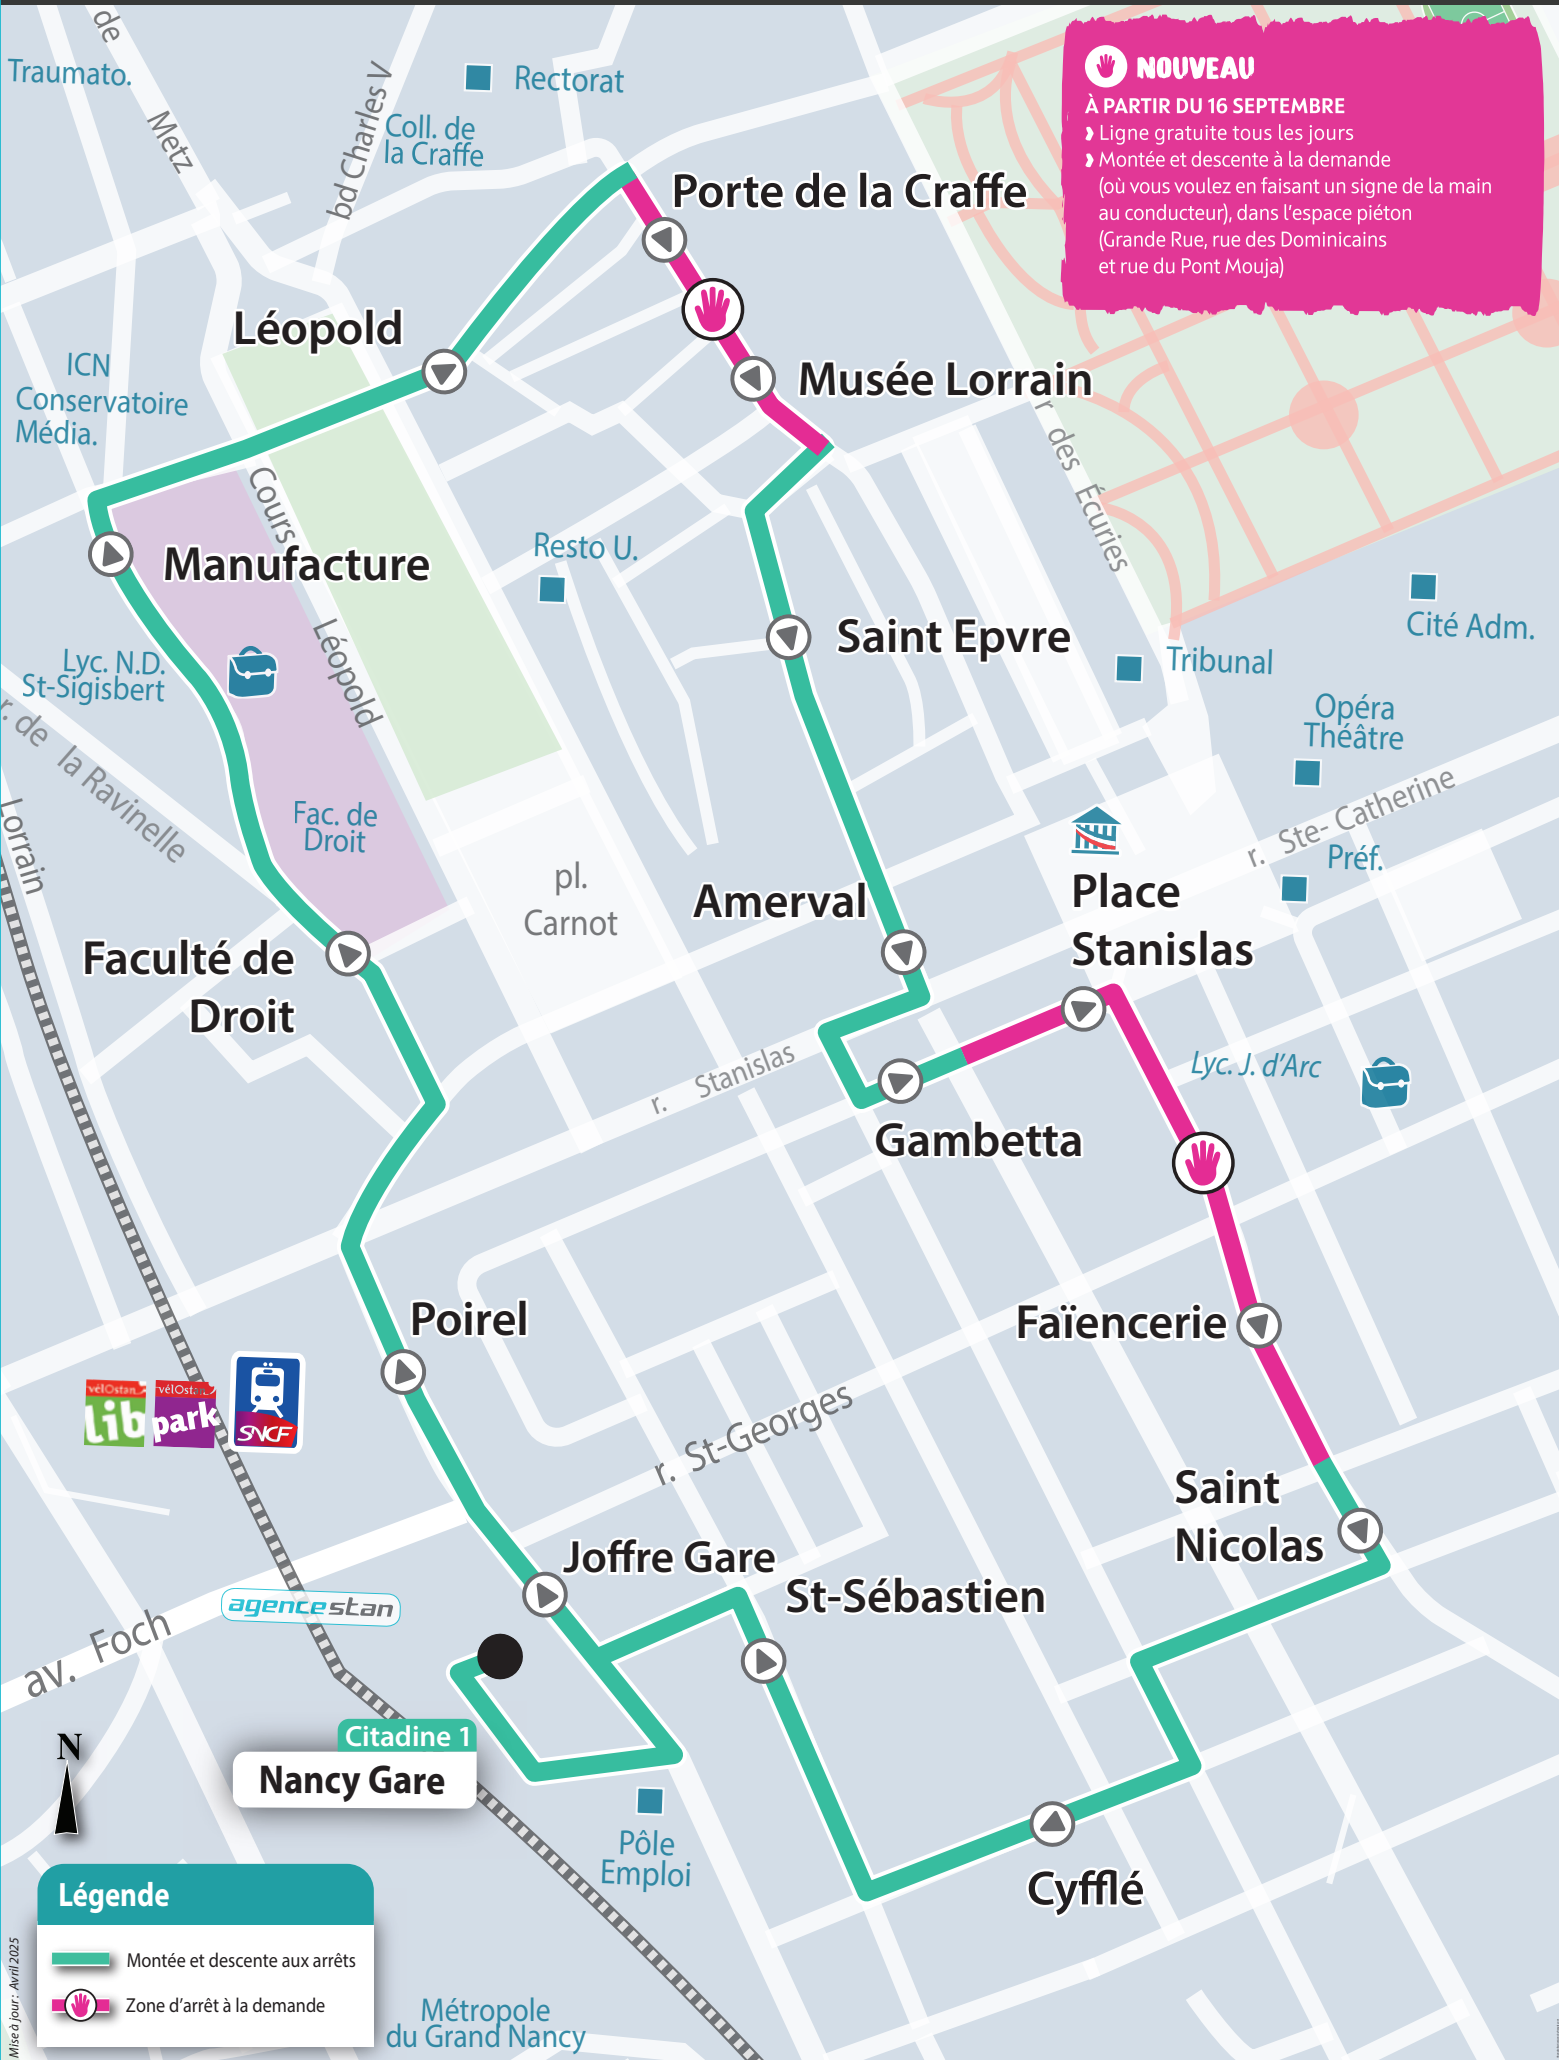 de
Metz
Traumato.
bd Charles V
Rectorat
Coll. de
la Craffe
NOUVEAU
À PARTIR DU 16 SEPTEMBRE
Ligne gratuite tous les jours
Montée et descente à la demande
(où vous voulez en faisant un signe de la main
au conducteur), dans l'espace piéton
(Grande Rue, rue des Dominicains
et rue du Pont Mouja)
Porte de la Craffe
Léopold
Musée Lorrain
ICN
Conservatoire
Média.
r des Écuries
Cours Léopold
Manufacture
Resto U.
Saint Epvre
Cité Adm.
Tribunal
Lyc. N.D.
St-Sigisbert
Opéra
Théâtre
r. de la Ravinelle
Lorrain
Fac. de
Droit
r. Ste- Catherine
Préf.
pl.
Carnot
Amerval
Place
Stanislas
Faculté de
Droit
r. Stanislas
Lyc. J. d'Arc
Gambetta
Poirel
Faïencerie
vélOstan
lib
vélOstan
park
SNCF
r. St-Georges
Saint
Nicolas
Joffre Gare
St-Sébastien
agencestan
av. Foch
Citadine 1
Nancy Gare
N
Pôle
Emploi
Cyfflé
Légende
Montée et descente aux arrêts
Zone d'arrêt à la demande
Métropole
du Grand Nancy
Mise à jour : Avril 2025